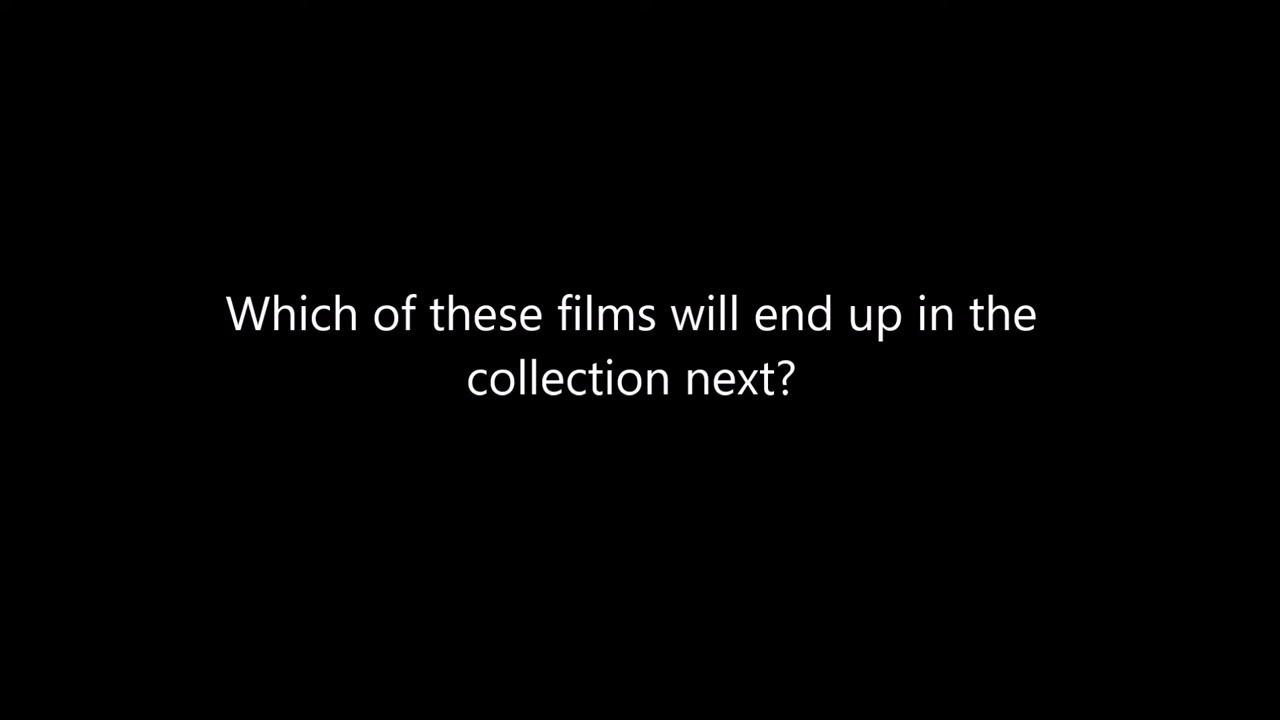 Which of these films will end up in the
collection next?